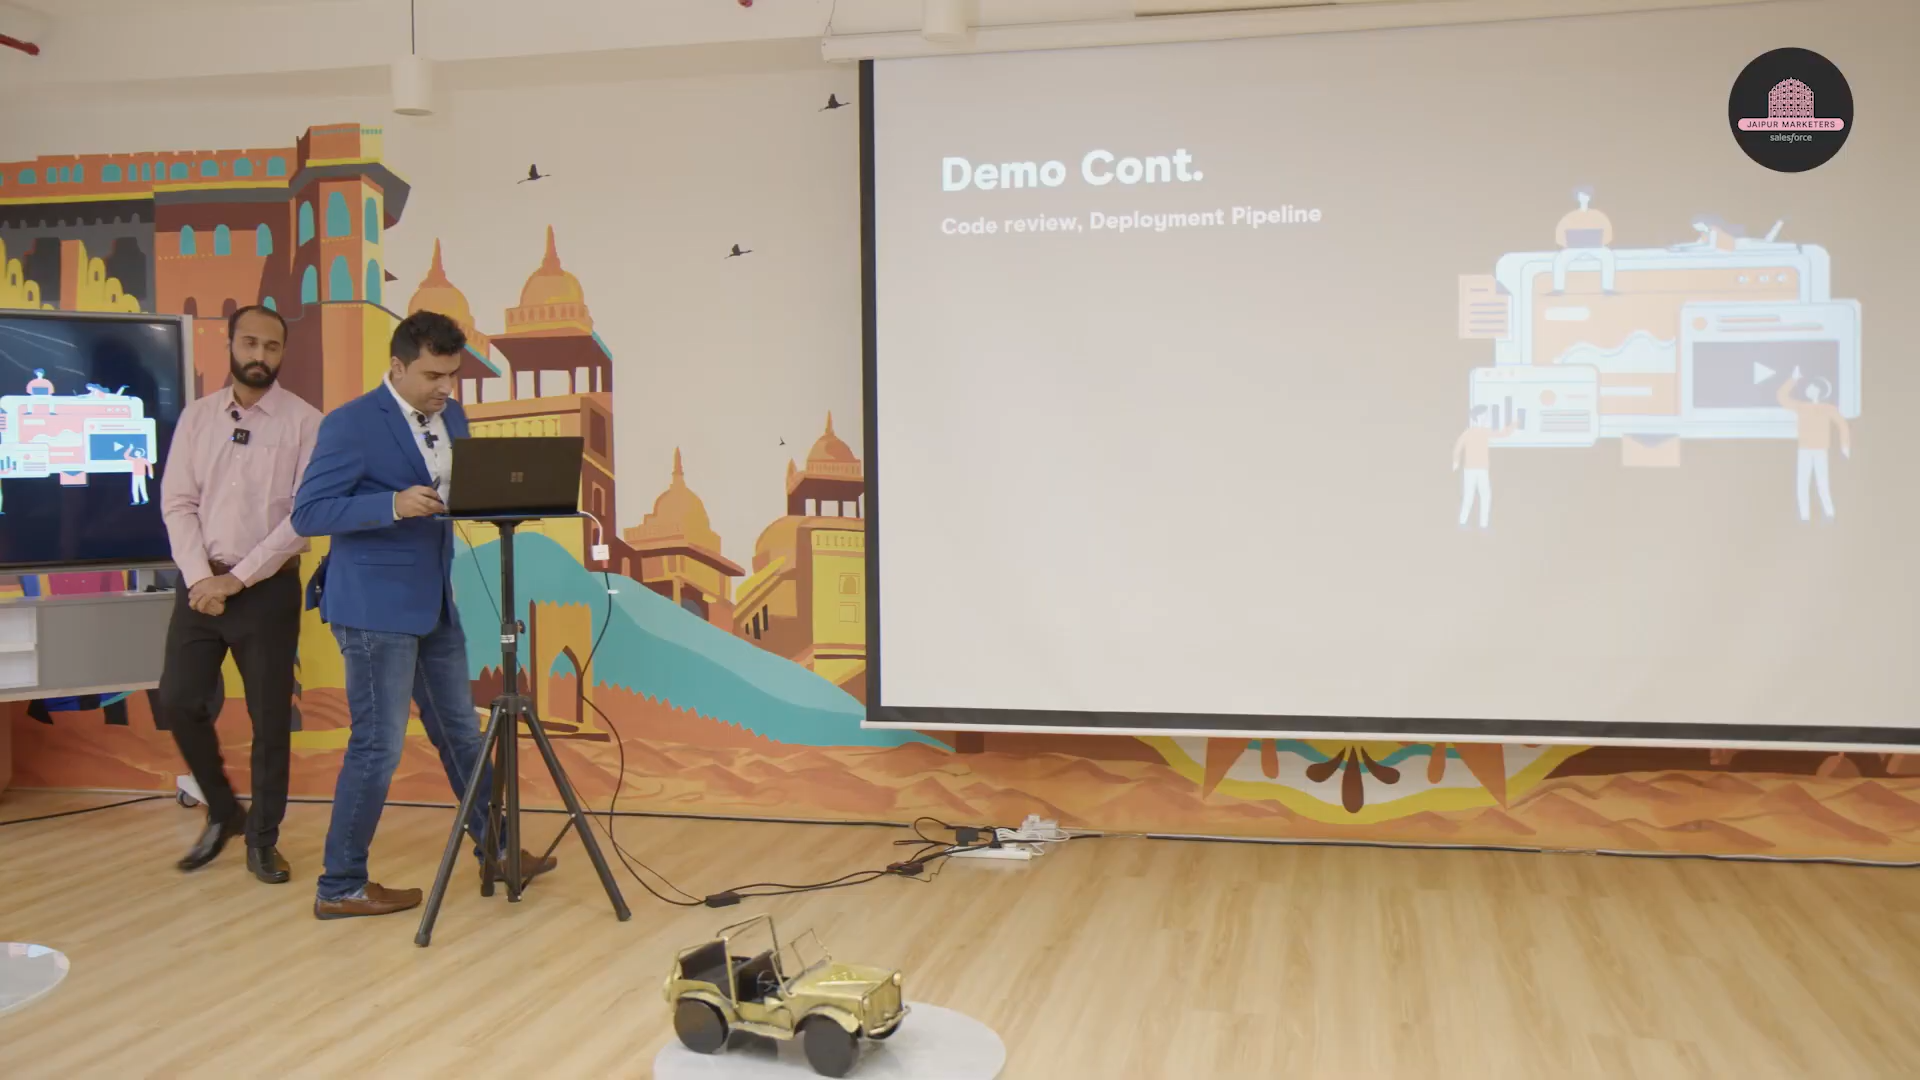 Demo Cont.
Code review, Deployment Pipeline
JAIPUR MARKETERS
salesforce